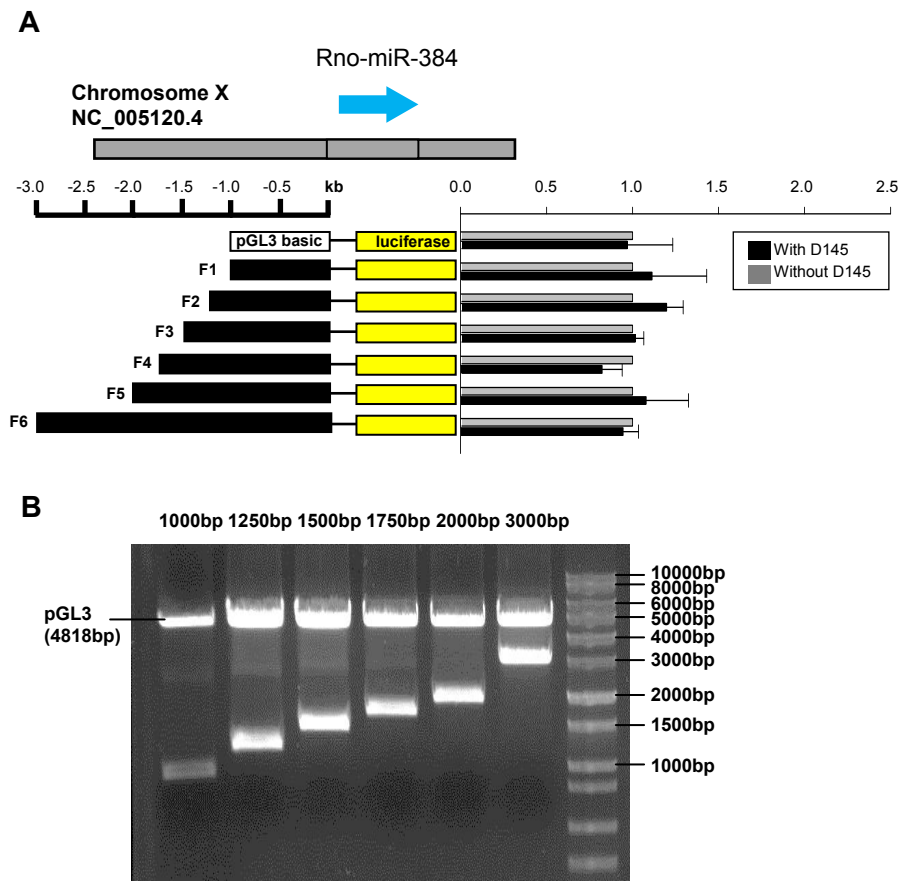 A
Rno-miR-384
Chromosome X
NC_005120.4
-3.0 -2.5 -2.0 -1.5 -1.0 -0.5 kb 0.0 0.5 1.0 1.5 2.0 2.5
pGL3 basic luciferase
With D145
Without D145
F1
F2
F3
F4
F5
F6
B
1000bp 1250bp 1500bp 1750bp 2000bp 3000bp
pGL3
(4818bp)
10000bp
8000bp
6000bp
5000bp
4000bp
3000bp
2000bp
1500bp
1000bp